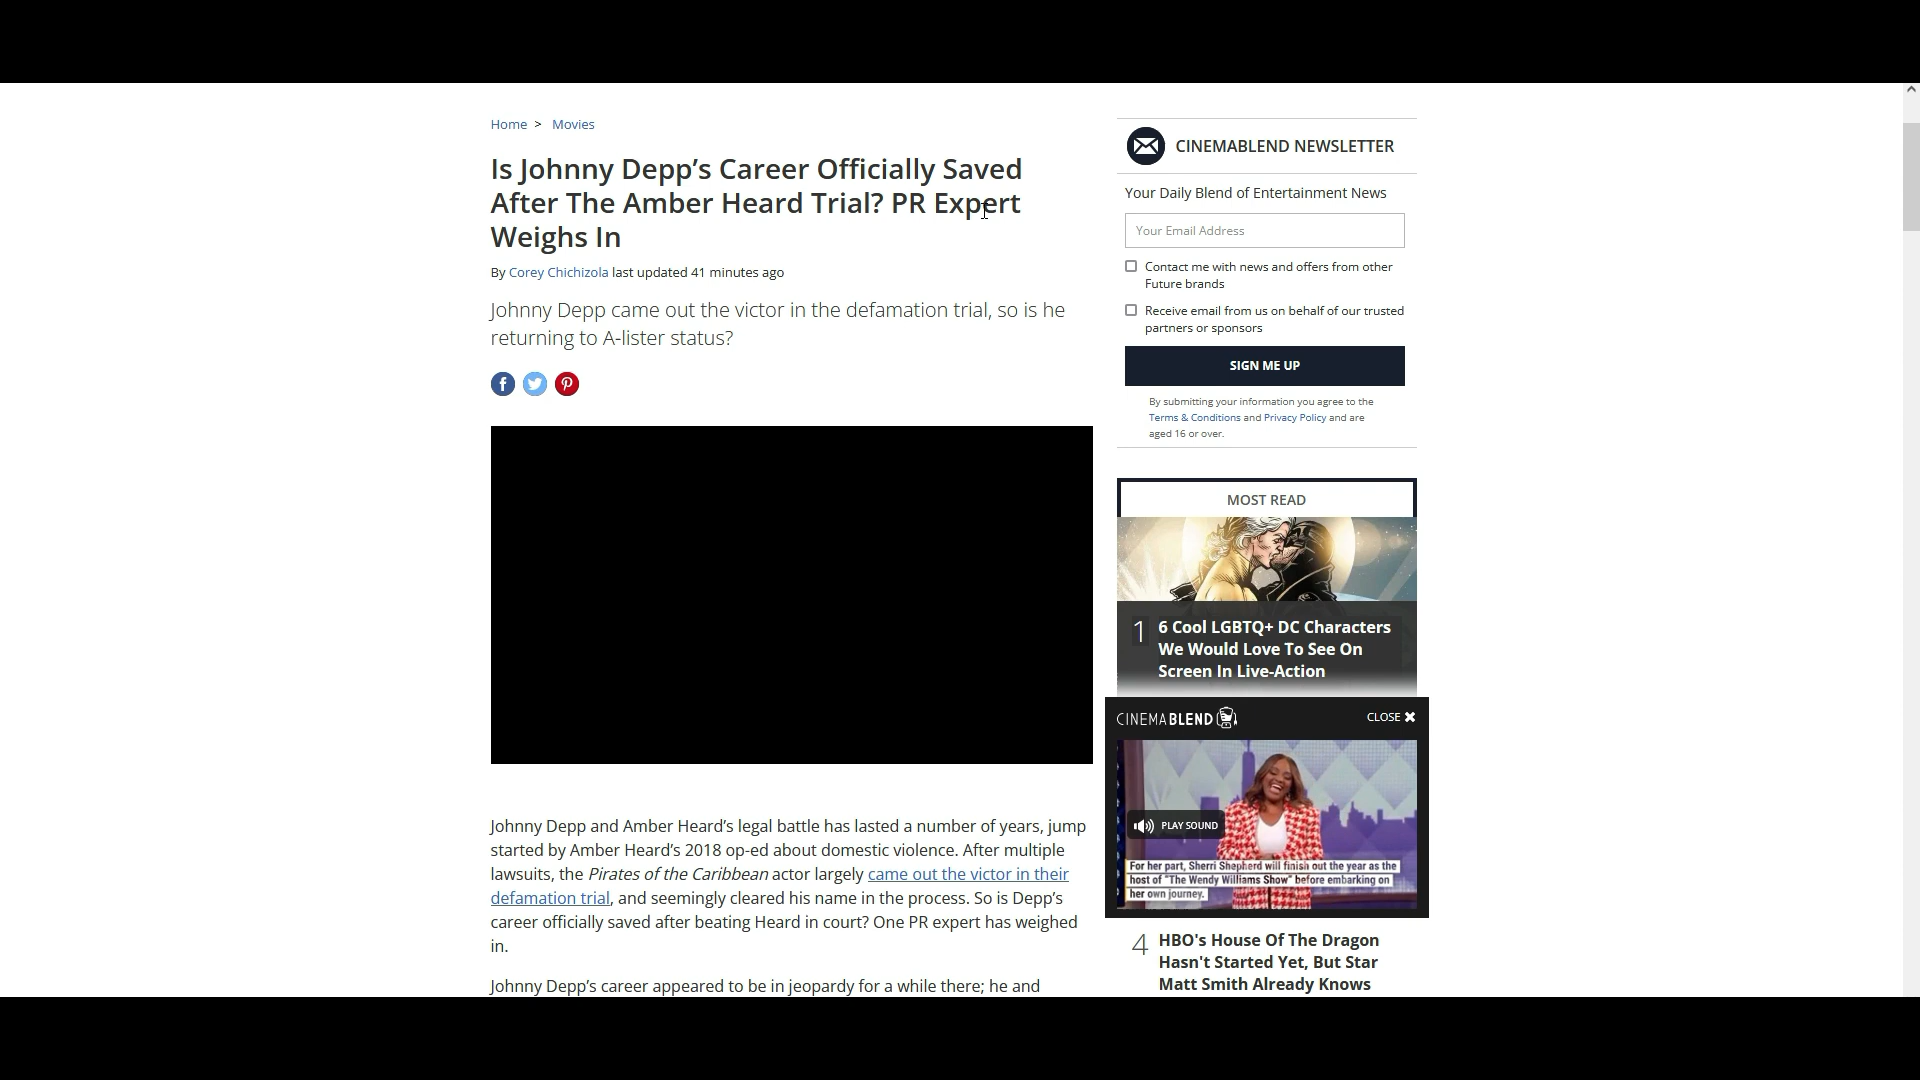 Home > Movies
Is Johnny Depp’s Career Officially Saved
After The Amber Heard Trial? PR Expert
Weighs In
By Corey Chichizola last updated 41 minutes ago
Johnny Depp came out the victor in the defamation trial, so is he
returning to A-lister status?
Johnny Depp and Amber Heard’s legal battle has lasted a number of years, jump
started by Amber Heard’s 2018 op-ed about domestic violence. After multiple
lawsuits, the Pirates of the Caribbean actor largely came out the victor in their
defamation trial, and seemingly cleared his name in the process. So is Depp’s
career officially saved after beating Heard in court? One PR expert has weighed
in.
Johnny Depp’s career appeared to be in jeopardy for a while there; he and
CINEMABLEND NEWSLETTER
Your Daily Blend of Entertainment News
Your Email Address
Contact me with news and offers from other
Future brands
Receive email from us on behalf of our trusted
partners or sponsors
SIGN ME UP
By submitting your information you agree to the
Terms & Conditions and Privacy Policy and are
aged 16 or over.
MOST READ
1 6 Cool LGBTQ+ DC Characters
We Would Love To See On
Screen In Live-Action
CINEMABLEND CLOSE
PLAY SOUND
For her part, Sherri Shepherd will finish out the year as the
host of "The Wendy Williams Show" before embarking on
her own journey.
4 HBO's House Of The Dragon
Hasn't Started Yet, But Star
Matt Smith Already Knows